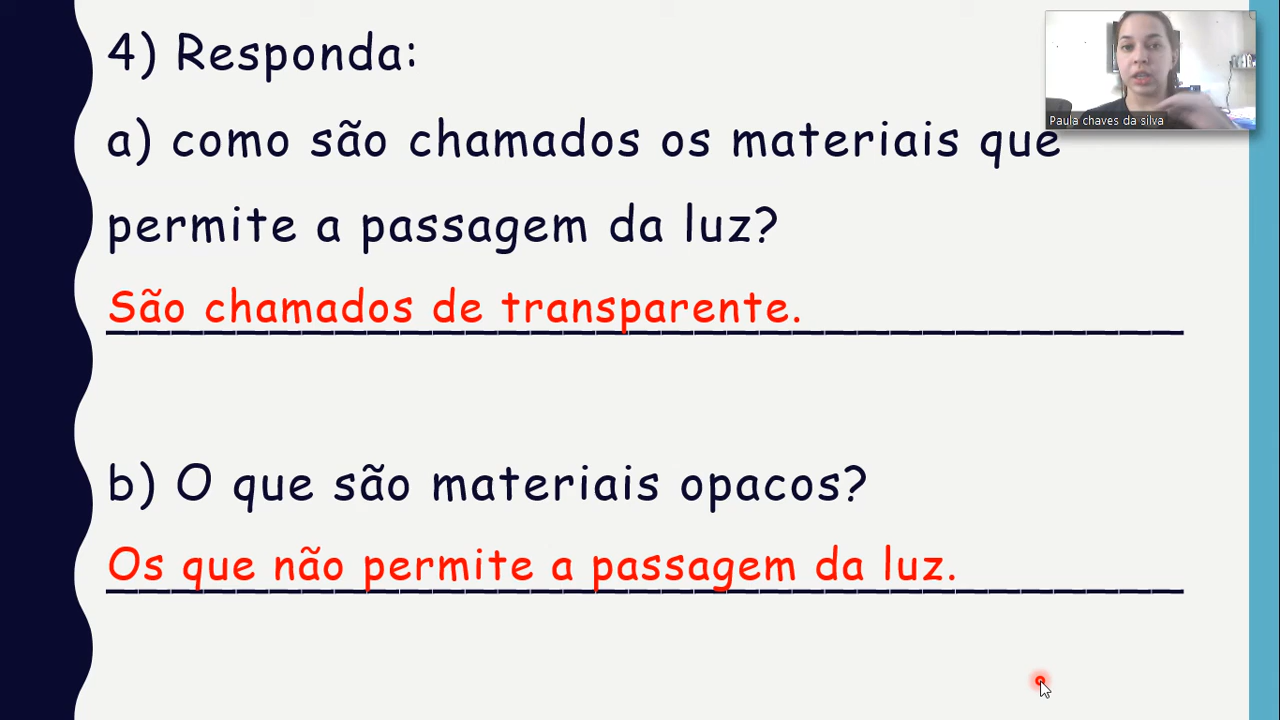 4) Responda:
a) como são chamados os materiais que
permite a passagem da luz?
São chamados de transparente.
b) O que são materiais opacos?
Os que não permite a passagem da luz.
Paula chaves da silva